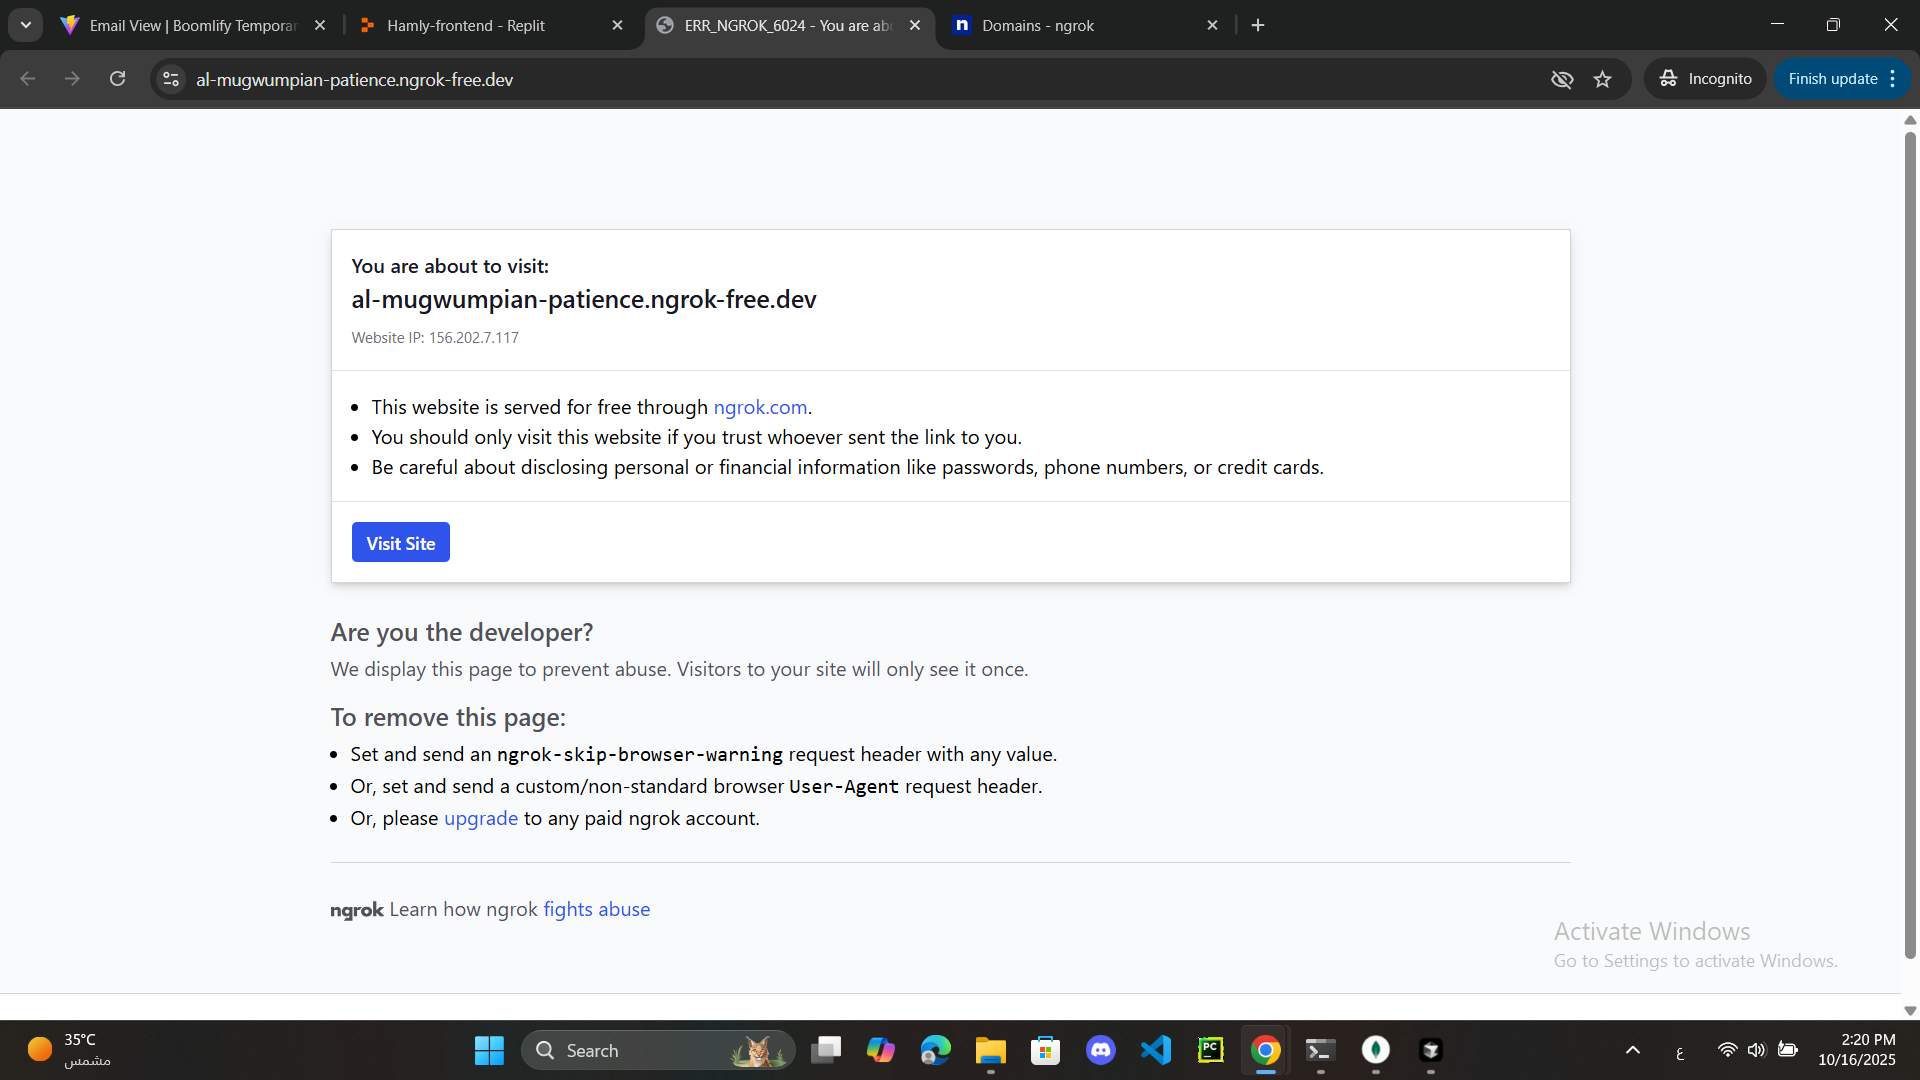 Email View | Boomlify Temporar
Hamly-frontend - Replit
ERR_NGROK_6024 - You are abo
n
Domains - ngrok
al-mugwumpian-patience.ngrok-free.dev
Incognito
Finish update
You are about to visit:
al-mugwumpian-patience.ngrok-free.dev
Website IP: 156.202.7.117
This website is served for free through ngrok.com.
You should only visit this website if you trust whoever sent the link to you.
Be careful about disclosing personal or financial information like passwords, phone numbers, or credit cards.
Visit Site
Are you the developer?
We display this page to prevent abuse. Visitors to your site will only see it once.
To remove this page:
Set and send an ngrok-skip-browser-warning request header with any value.
Or, set and send a custom/non-standard browser User-Agent request header.
Or, please upgrade to any paid ngrok account.
ngrok Learn how ngrok fights abuse
Activate Windows
Go to Settings to activate Windows.
35°C
مشمس
Search
PC
ع
2:20 PM
10/16/2025